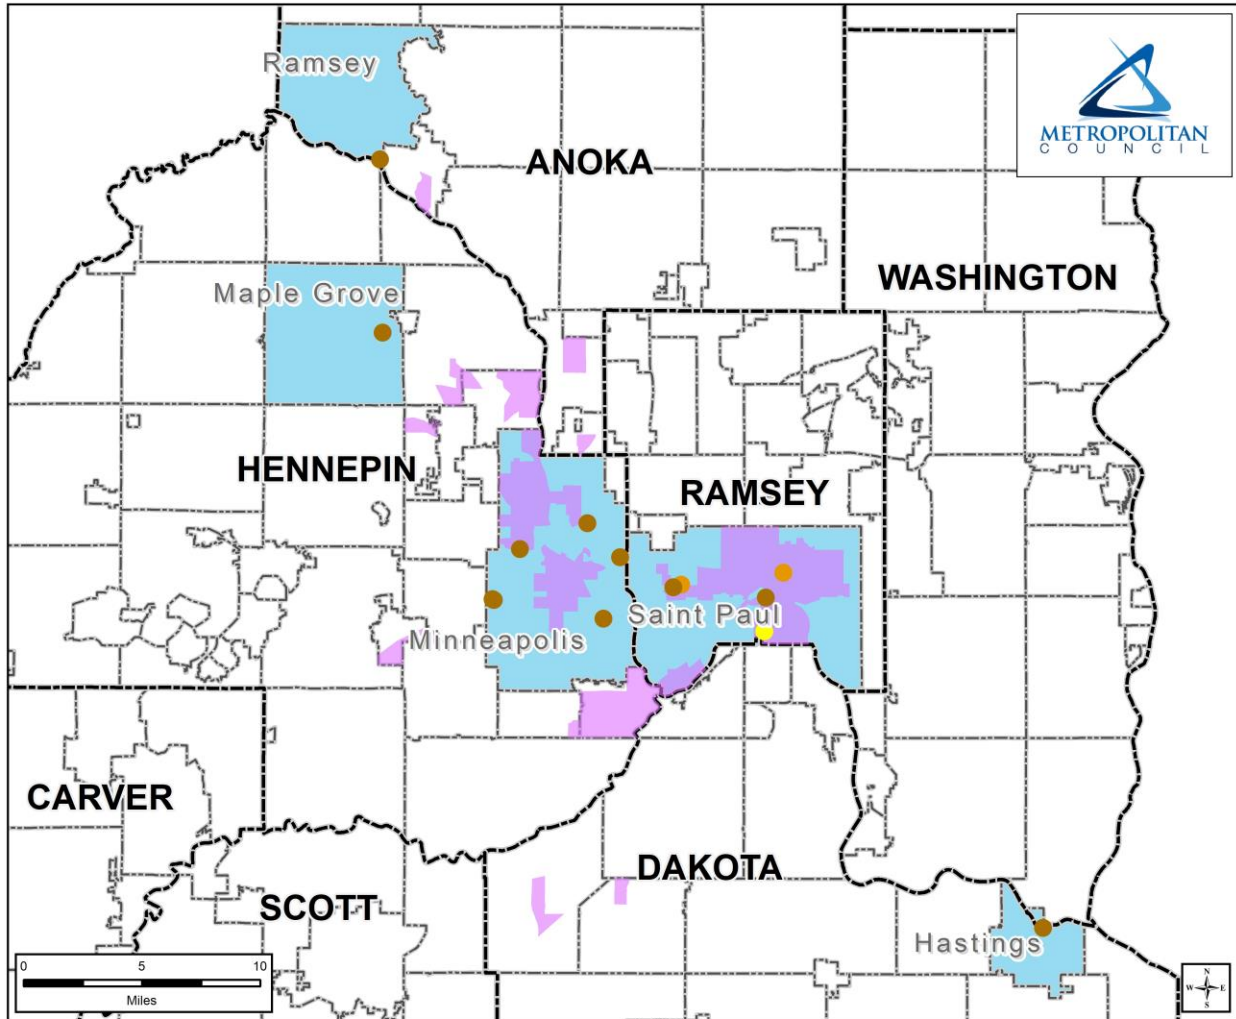 Ramsey
METROPOLITAN
COUNCIL
ANOKA
WASHINGTON
Maple Grove
HENNEPIN
RAMSEY
Saint Paul
Minneapolis
CARVER
DAKOTA
SCOTT
Hastings
0 5 10
Miles
N
W E
S